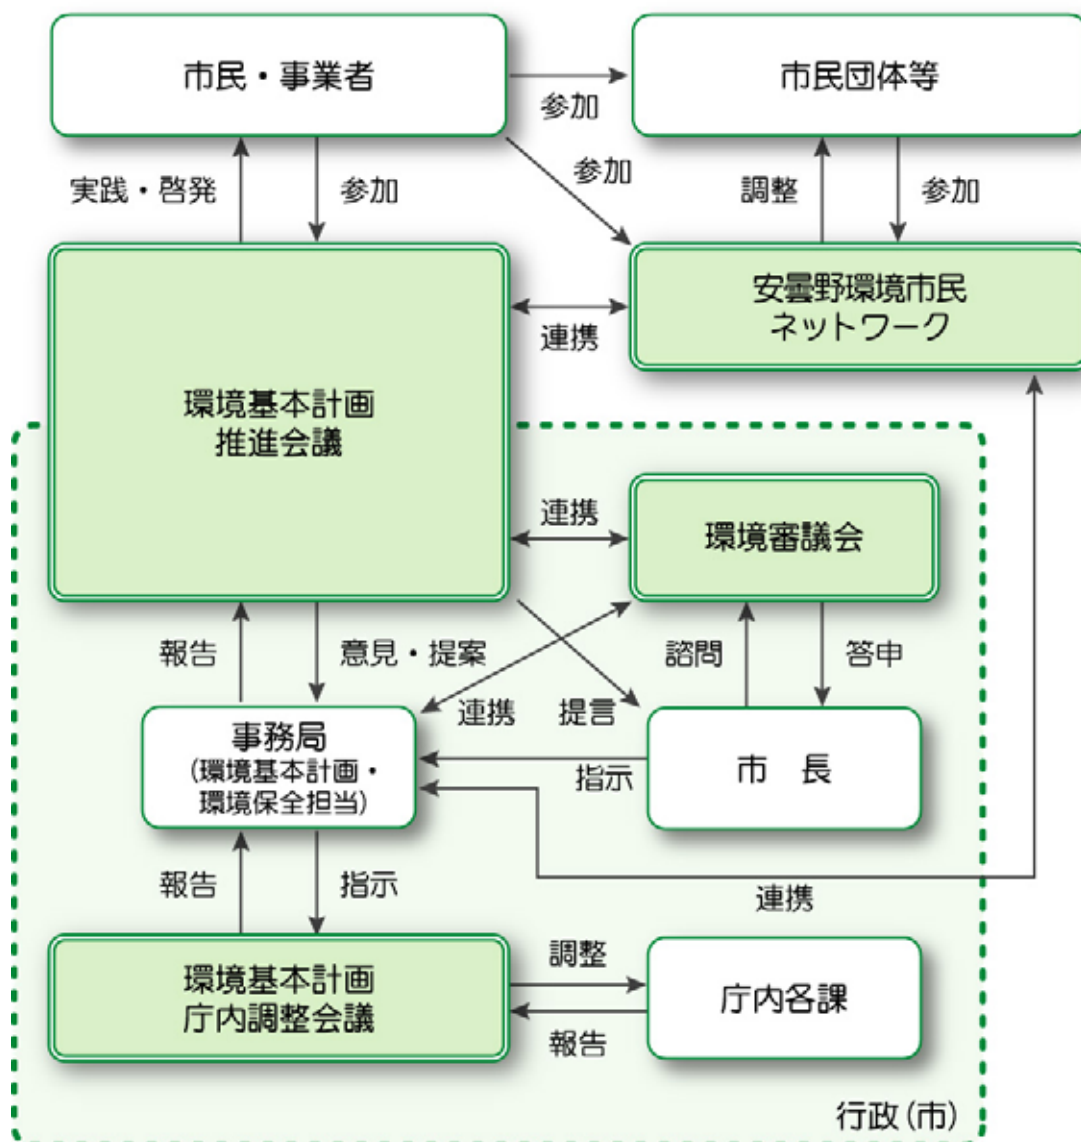 市民・事業者
市民団体等
参加
参加
実践・啓発
参加
調整
参加
環境基本計画
推進会議
連携
安曇野環境市民
ネットワーク
連携
環境審議会
報告
意見・提案
連携
提言
諮問
答申
事務局
（環境基本計画・
環境保全担当）
指示
市　長
報告
指示
連携
環境基本計画
庁内調整会議
調整
報告
庁内各課
行政（市）